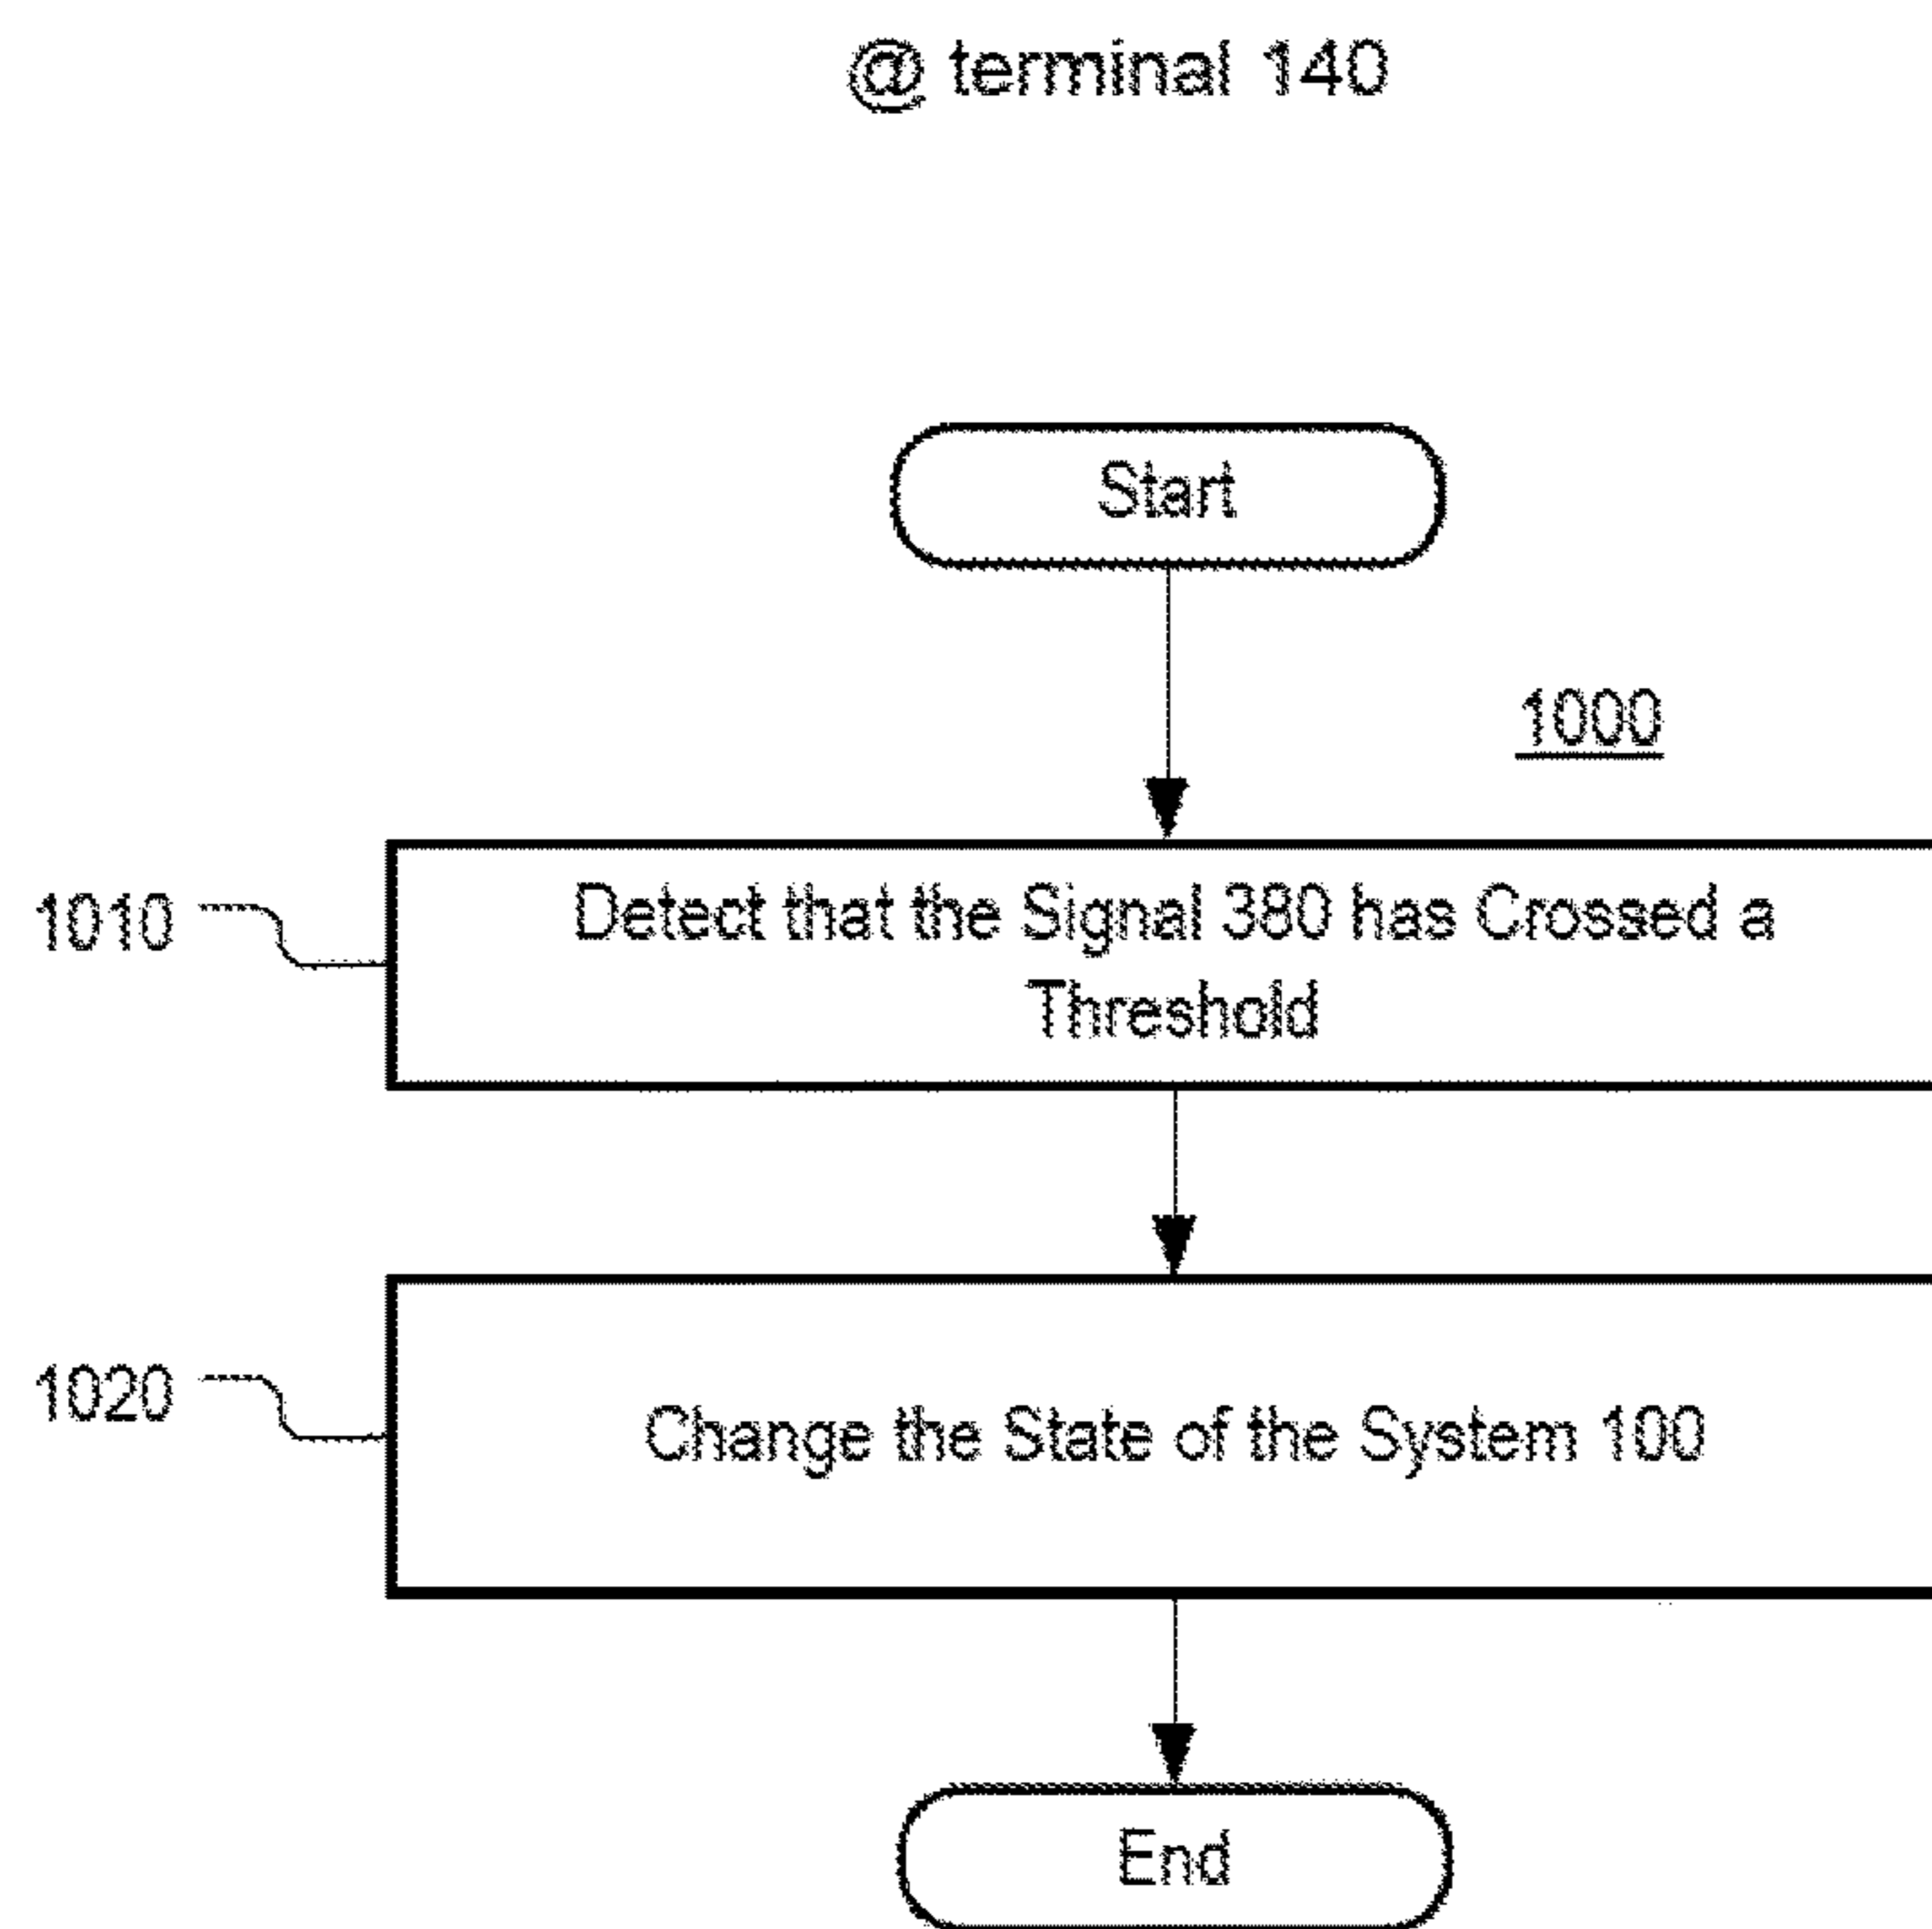 @ terminal 140
Start
1000
1010
Detect that the Signal 380 has Crossed a
Threshold
1020
Change the State of the System 100
End